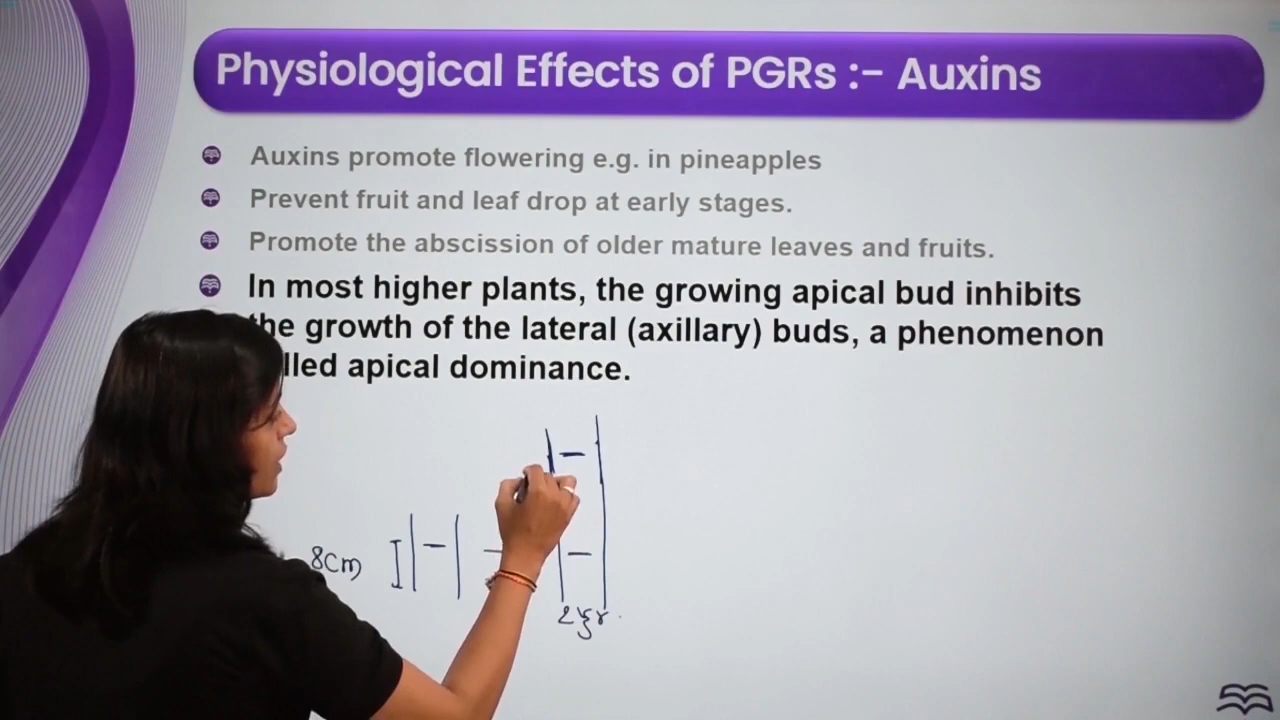 Physiological Effects of PGRs :- Auxins
Auxins promote flowering e.g. in pineapples
Prevent fruit and leaf drop at early stages.
Promote the abscission of older mature leaves and fruits.
In most higher plants, the growing apical bud inhibits
the growth of the lateral (axillary) buds, a phenomenon
lled apical dominance.
8cm